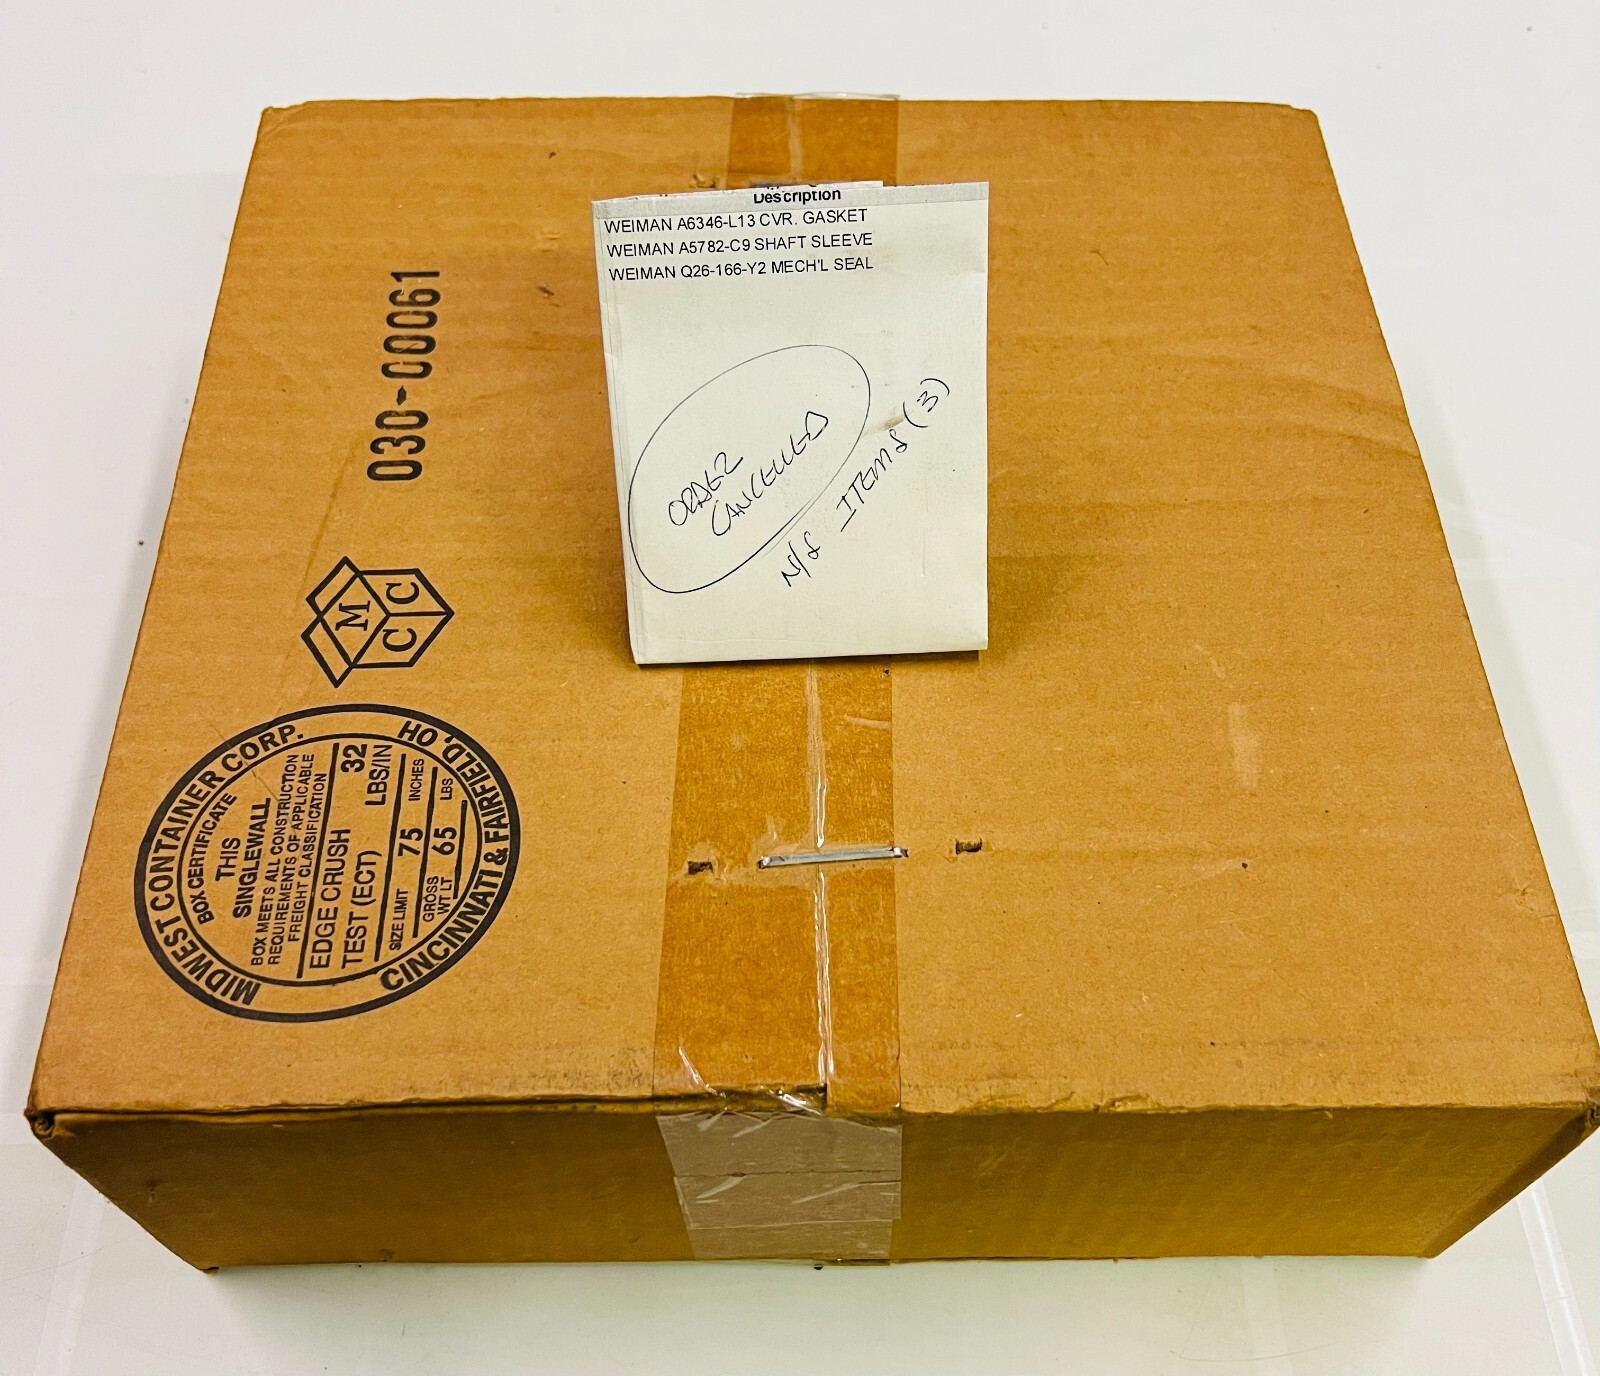 Description
WEIMAN A6346-L13 CVR. GASKET
WEIMAN A5782-C9 SHAFT SLEEVE
WEIMAN Q26-166-Y2 MECH'L SEAL
ORDER
CANCELLED
N/S ITEMS (3)
030-00061
M
C
C
MIDWEST CONTAINER CORP.
BOX CERTIFICATE
THIS
SINGLEWALL
BOX MEETS ALL CONSTRUCTION
REQUIREMENTS OF APPLICABLE
FREIGHT CLASSIFICATION
EDGE CRUSH 32
TEST (ECT) LBS/IN
SIZE LIMIT 75 INCHES
GROSS
WT LT 65 LBS
CINCINNATI & FAIRFIELD, OH
OH